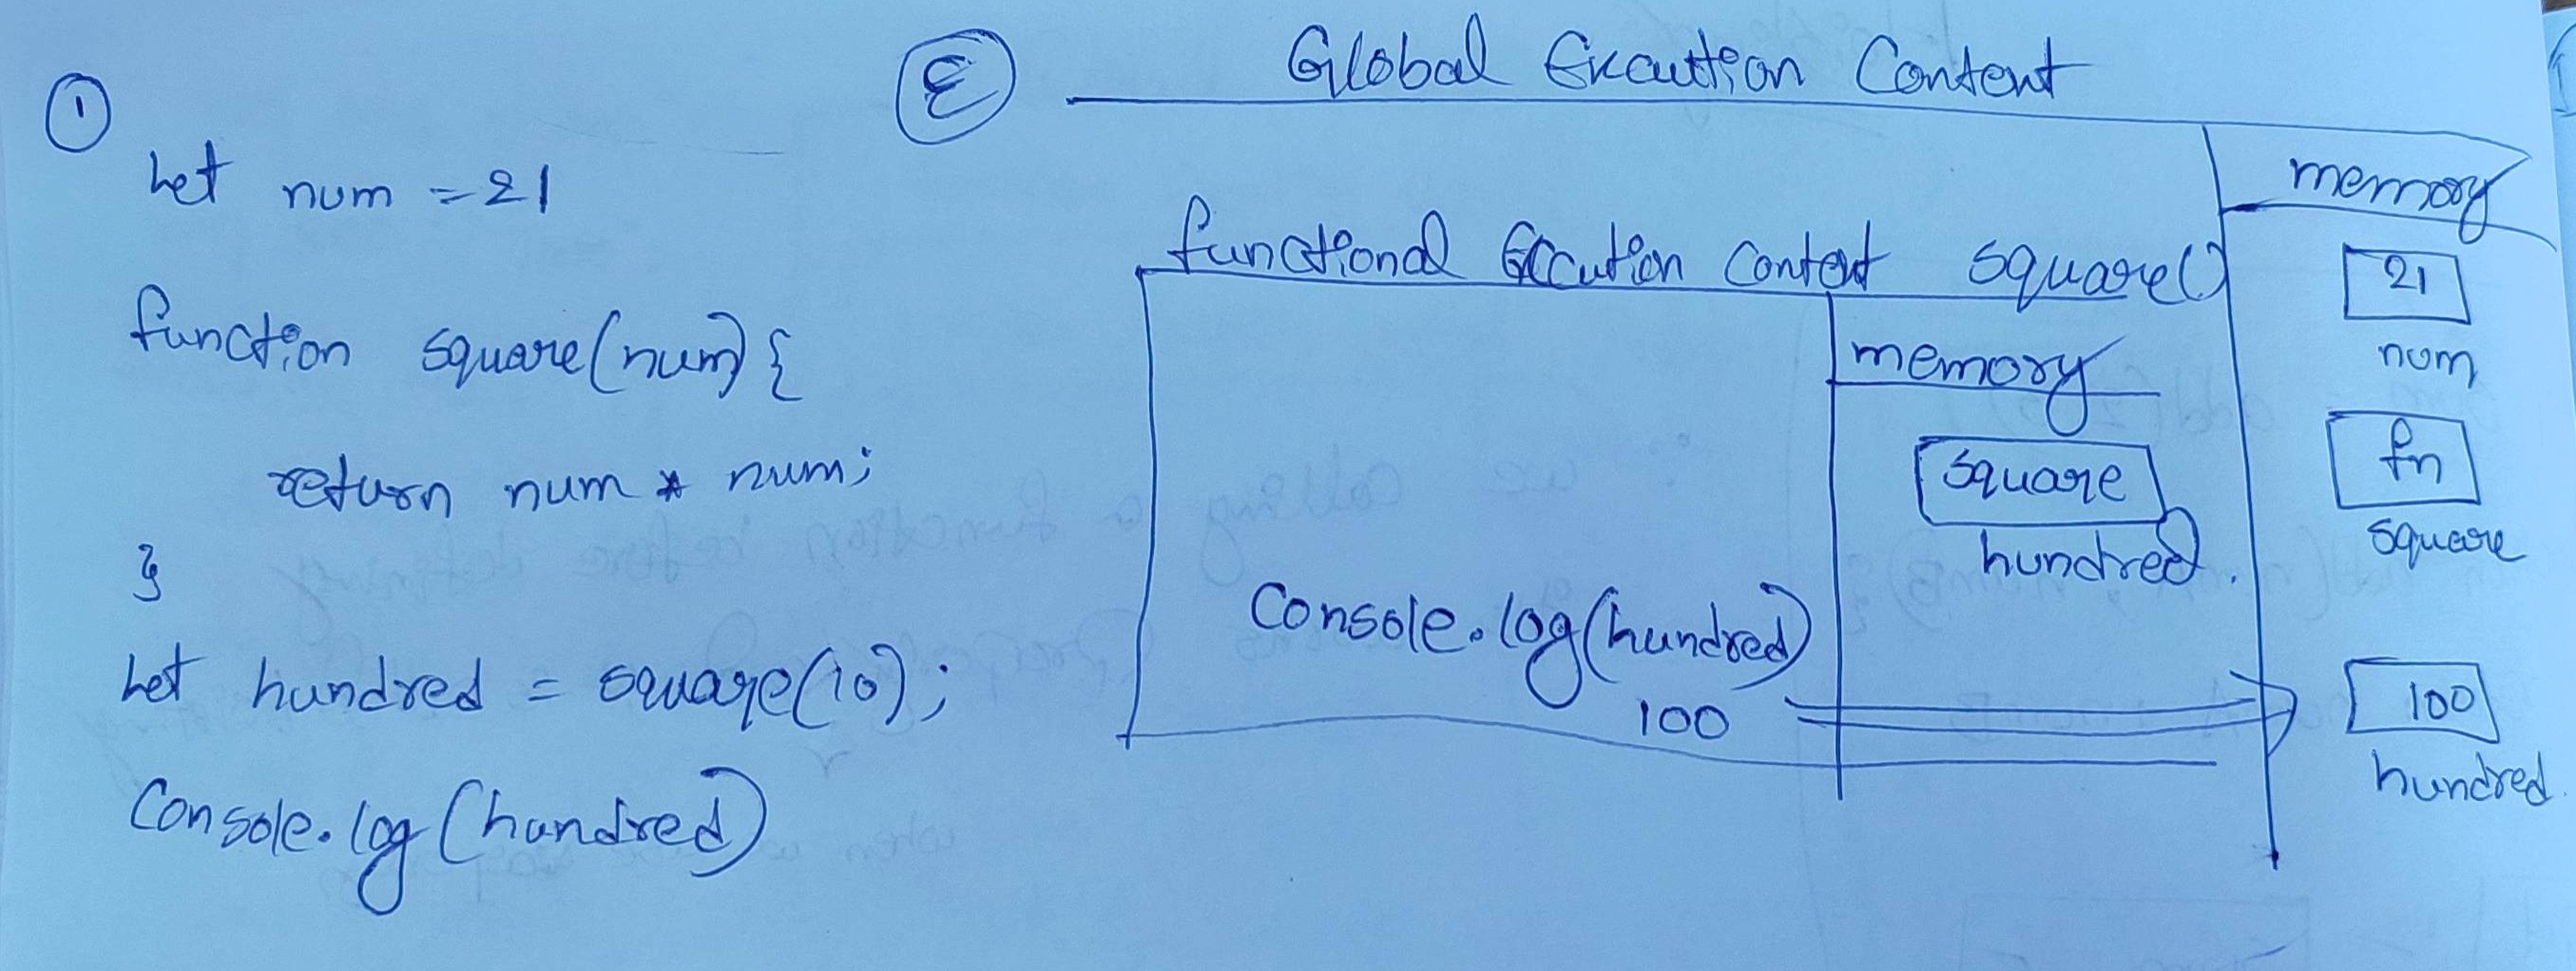 ①
let num = 21
function square(num) {
return num * num;
}
let hundred = square(10);
Console.log(hundred)
Ɛ
Global Excution Content
memory
21
num
fn
square
100
hundred.
functional Excution Content square()
memory
square
hundred.
Console.log(hundred)
100